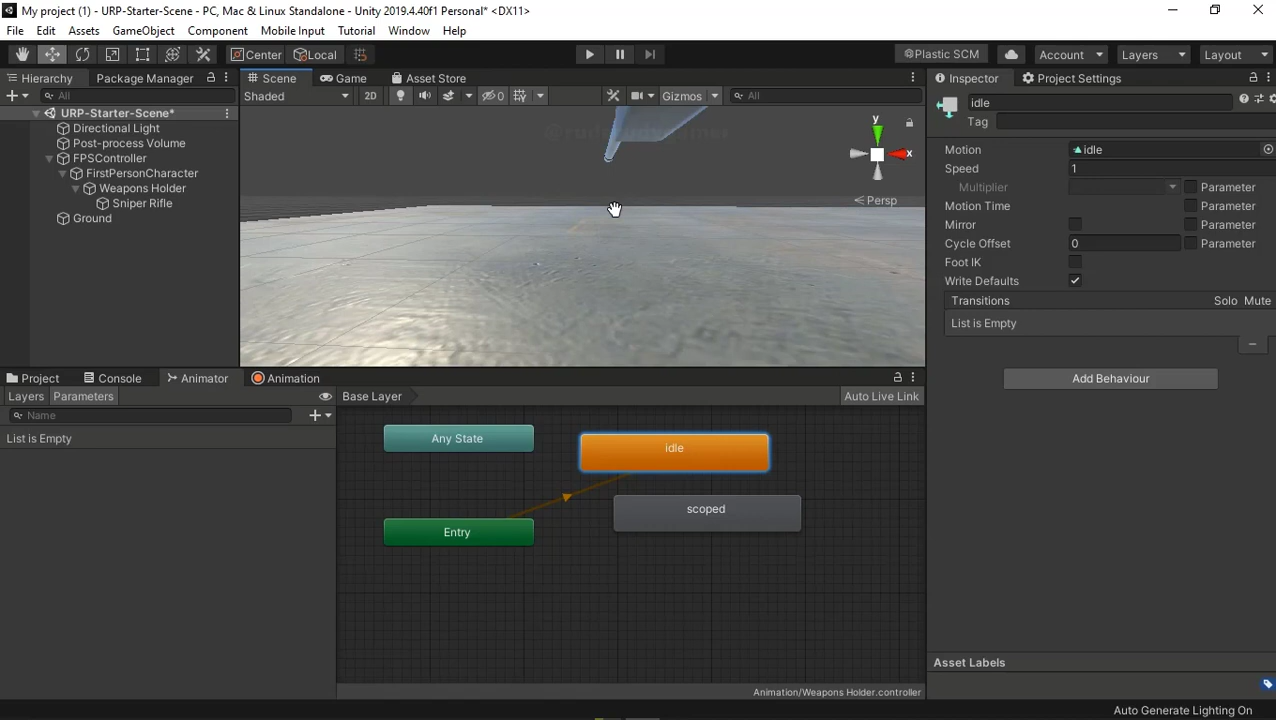 My project (1) - URP-Starter-Scene - PC, Mac & Linux Standalone - Unity 2019.4.40f1 Personal* <DX11>
File Edit Assets GameObject Component Mobile Input Tutorial Window Help
Center Local Plastic SCM Account Layers Layout
Hierarchy Package Manager Scene Game Asset Store Inspector Project Settings
All Shaded 2D 0 Gizmos All idle
URP-Starter-Scene* Tag
Directional Light
Post-process Volume
FPSController
FirstPersonCharacter
Weapons Holder
Sniper Rifle
Ground
y
x
Persp
Motion idle
Speed 1
Multiplier Parameter
Motion Time Parameter
Mirror Parameter
Cycle Offset 0 Parameter
Foot IK
Write Defaults
Transitions Solo Mute
List is Empty
Add Behaviour
Project Console Animator Animation
Layers Parameters Base Layer Auto Live Link
Name
List is Empty
Any State
idle
scoped
Entry
Animation/Weapons Holder.controller
Asset Labels
Auto Generate Lighting On